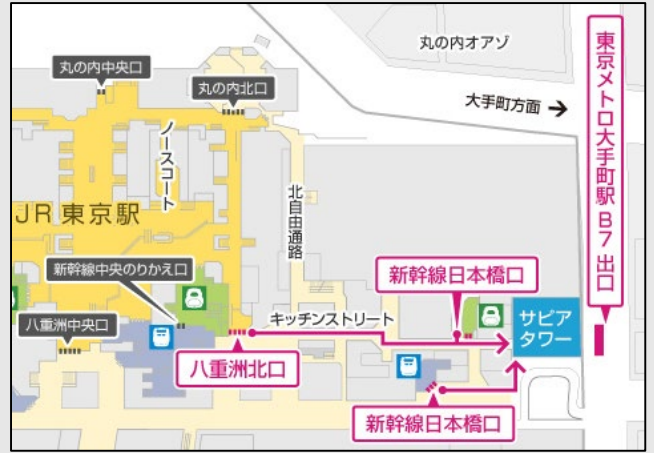 丸の内オアゾ
丸の内中央口
丸の内北口
大手町方面 →
東京メトロ大手町駅 B7 出口
ノースコート
北自由通路
JR 東京駅
新幹線中央のりかえ口
新幹線日本橋口
八重洲中央口
キッチンストリート
サピア
タワー
八重洲北口
新幹線日本橋口